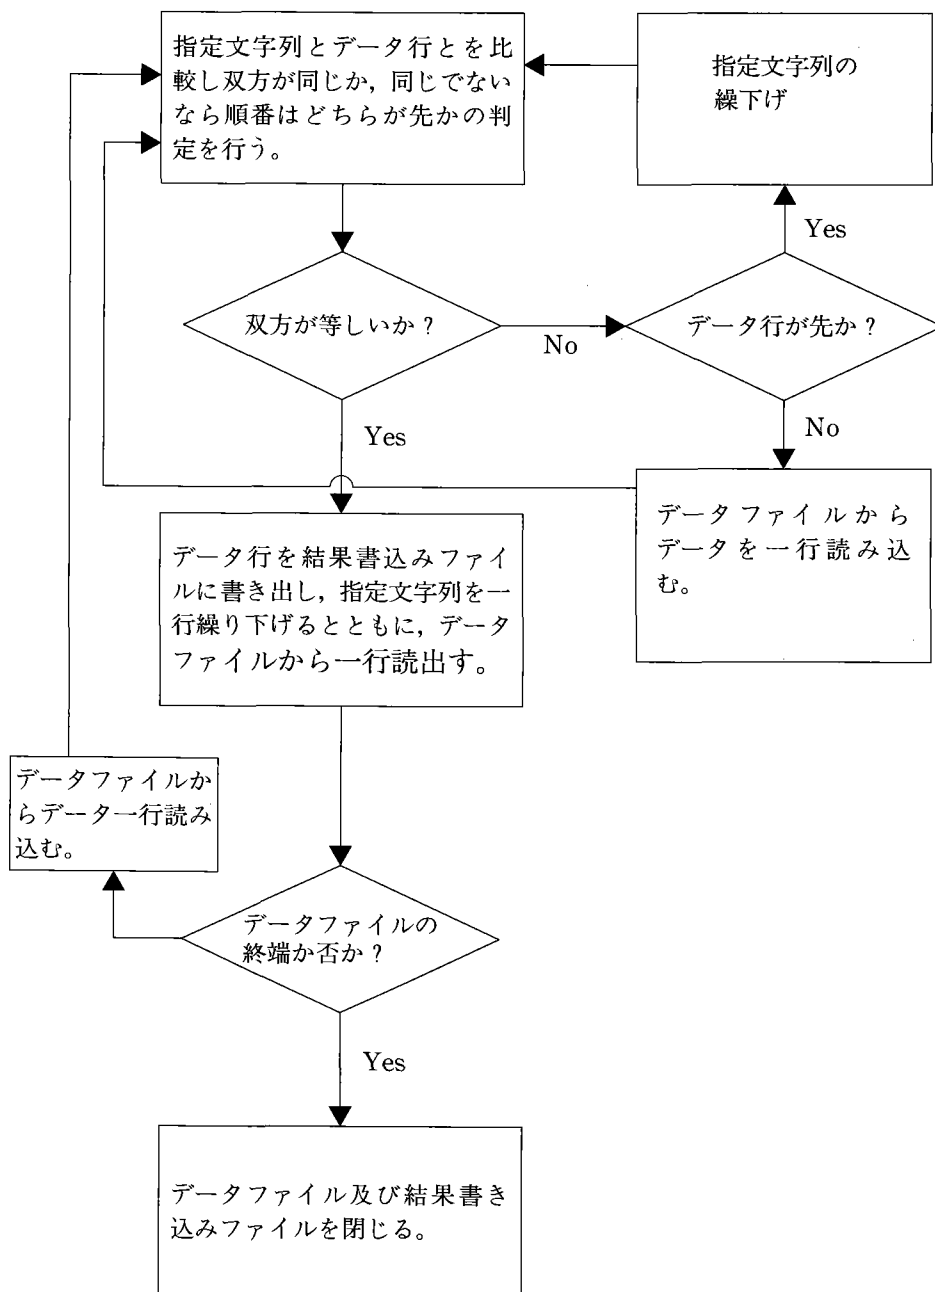 指定文字列とデータ行とを比
較し双方が同じか，同じでない
なら順番はどちらが先かの判
定を行う。
指定文字列の
繰下げ
Yes
双方が等しいか？
No
データ行が先か？
Yes
No
データファイルから
データを一行読み込
む。
データ行を結果書込みファイ
ルに書き出し，指定文字列を一
行繰り下げるとともに，データ
ファイルから一行読出す。
データファイルか
らデータ一行読み
込む。
データファイルの
終端か否か？
Yes
データファイル及び結果書き
込みファイルを閉じる。